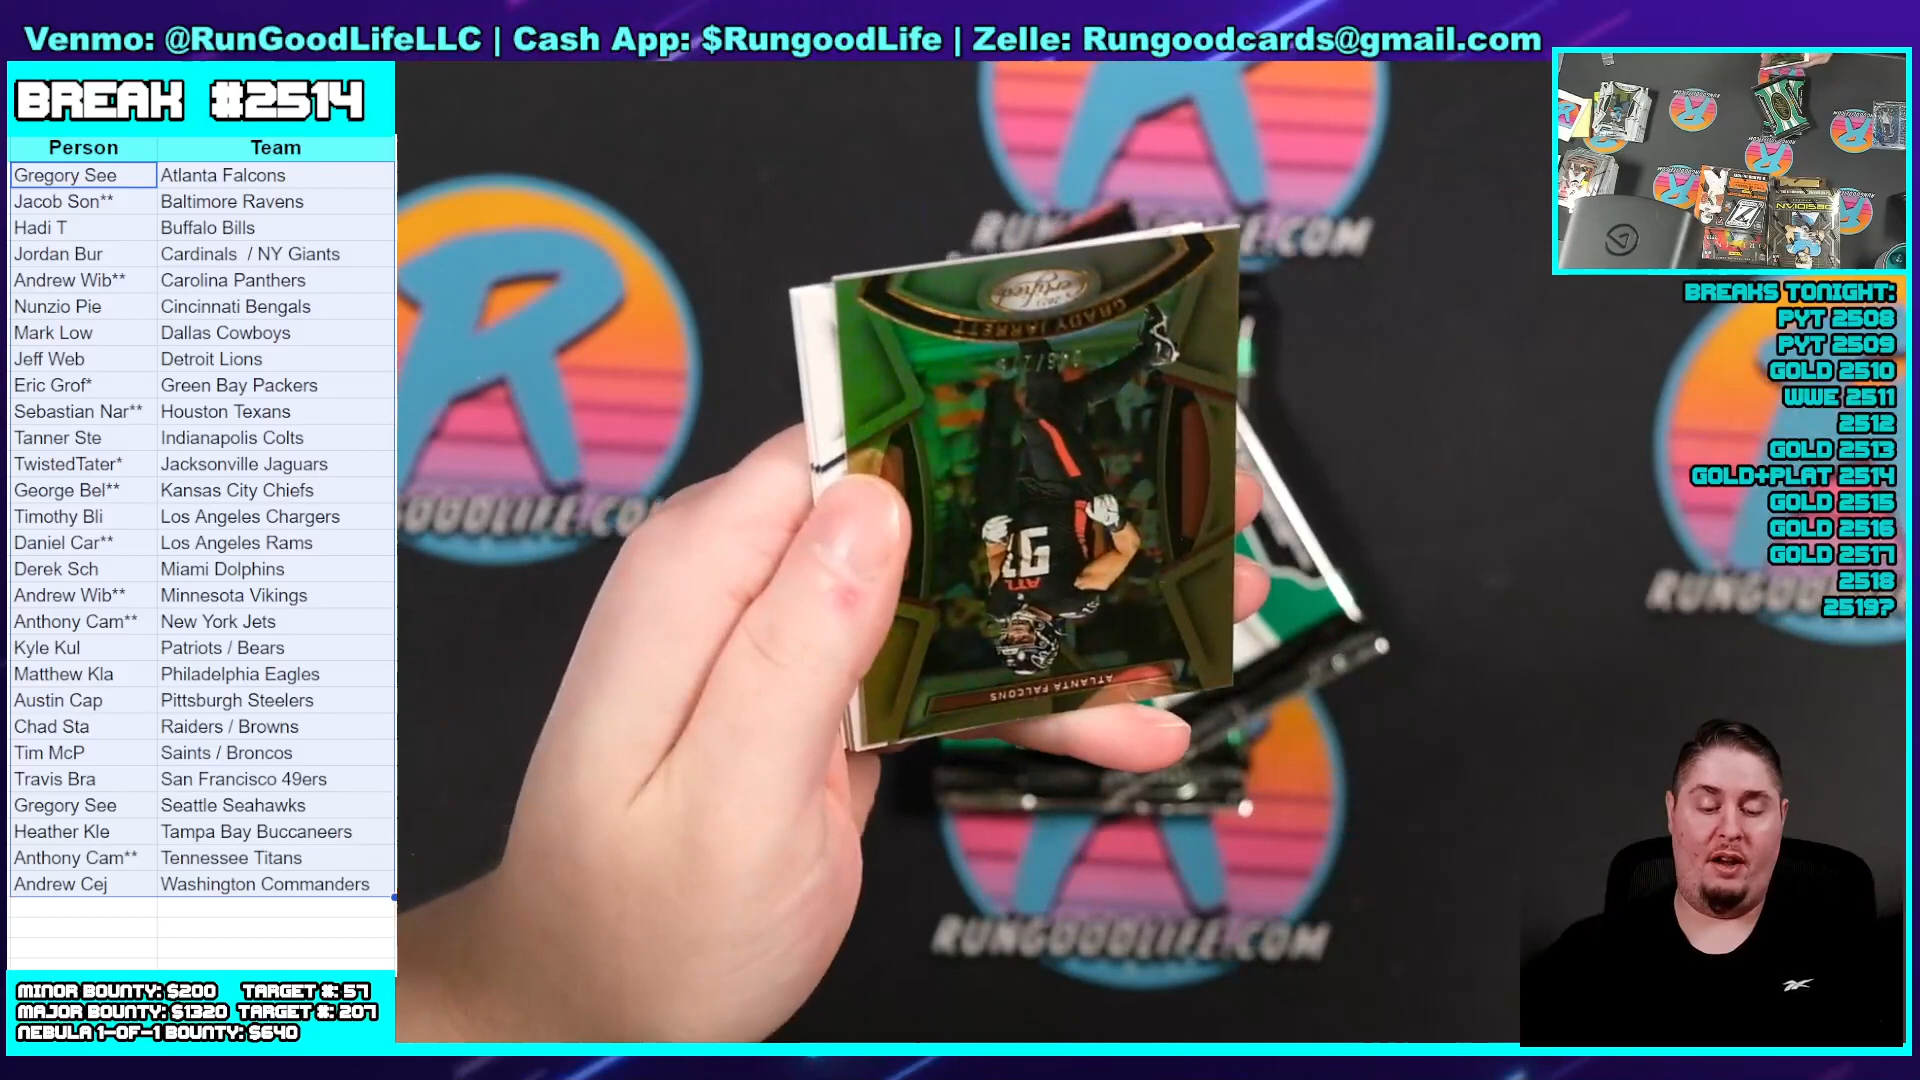 Venmo: @RunGoodLifeLLC | Cash App: $RungoodLife | Zelle: Rungoodcards@gmail.com
BREAK #2514
Person Team
Gregory See Atlanta Falcons
Jacob Son** Baltimore Ravens
Hadi T Buffalo Bills
Jordan Bur Cardinals / NY Giants
Andrew Wib** Carolina Panthers
Nunzio Pie Cincinnati Bengals
Mark Low Dallas Cowboys
Jeff Web Detroit Lions
Eric Grof* Green Bay Packers
Sebastian Nar** Houston Texans
Tanner Ste Indianapolis Colts
TwistedTater* Jacksonville Jaguars
George Bel** Kansas City Chiefs
Timothy Bli Los Angeles Chargers
Daniel Car** Los Angeles Rams
Derek Sch Miami Dolphins
Andrew Wib** Minnesota Vikings
Anthony Cam** New York Jets
Kyle Kul Patriots / Bears
Matthew Kla Philadelphia Eagles
Austin Cap Pittsburgh Steelers
Chad Sta Raiders / Browns
Tim McP Saints / Broncos
Travis Bra San Francisco 49ers
Gregory See Seattle Seahawks
Heather Kle Tampa Bay Buccaneers
Anthony Cam** Tennessee Titans
Andrew Cej Washington Commanders
MINOR BOUNTY: $200 TARGET #: 57
MAJOR BOUNTY: $1320 TARGET #: 207
NEBULA 1-OF-1 BOUNTY: $640
2021
Certified
GRADY JARRETT
97
ATL
ATLANTA FALCONS
RUNGOODLIFE.COM
OBSIDIAN
BREAKS TONIGHT:
PYT 2508
PYT 2509
GOLD 2510
WWE 2511
2512
GOLD 2513
GOLD+PLAT 2514
GOLD 2515
GOLD 2516
GOLD 2517
2518
2519?